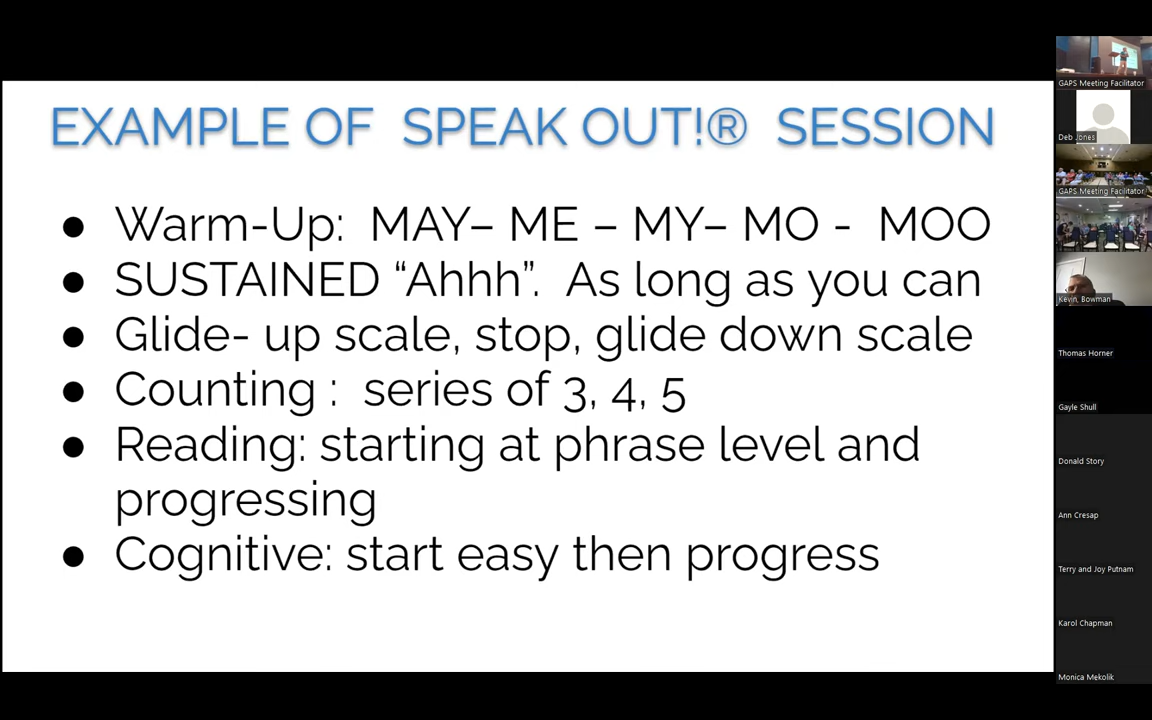 EXAMPLE OF SPEAK OUT!® SESSION
● Warm-Up: MAY– ME – MY– MO - MOO
● SUSTAINED “Ahhh”. As long as you can
● Glide- up scale, stop, glide down scale
● Counting : series of 3, 4, 5
● Reading: starting at phrase level and
progressing
● Cognitive: start easy then progress
GAPS Meeting Facilitator
Deb Jones
GAPS Meeting Facilitator
Kevin, Bowman
Thomas Horner
Gayle Shull
Donald Story
Ann Cresap
Terry and Joy Putnam
Karol Chapman
Monica Mekolik